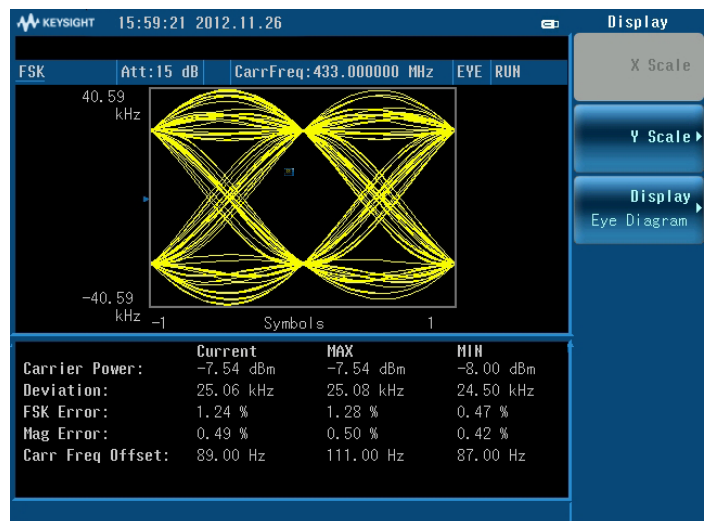 KEYSIGHT 15:59:21 2012.11.26 Display
FSK Att:15 dB CarrFreq:433.000000 MHz EYE RUN
X Scale
40.59
kHz
Y Scale
Display
Eye Diagram
-40.59
kHz
-1 Symbols 1
Current MAX MIN
Carrier Power: -7.54 dBm -7.54 dBm -8.00 dBm
Deviation: 25.06 kHz 25.08 kHz 24.50 kHz
FSK Error: 1.24 % 1.28 % 0.47 %
Mag Error: 0.49 % 0.50 % 0.42 %
Carr Freq Offset: 89.00 Hz 111.00 Hz 87.00 Hz